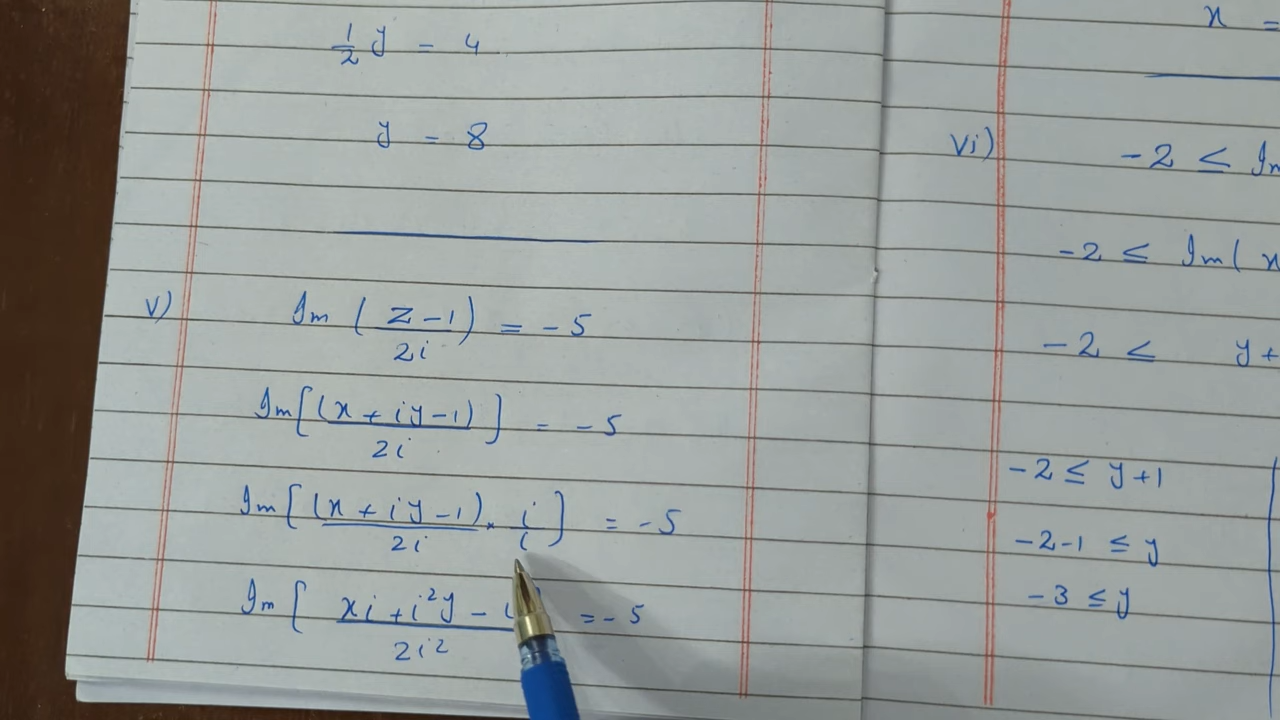 1/2 y = 4
y = 8
v) Im ( z-1 / 2i ) = -5
Im[ (x+iy-1) / 2i ] = -5
Im[ (x+iy-1) / 2i × i / i ] = -5
Im[ xi + i²y - i / 2i² = -5
x =
vi) -2 ≤ Im
-2 ≤ Im( x
-2 ≤ y+
-2 ≤ y+1
-2-1 ≤ y
-3 ≤ y